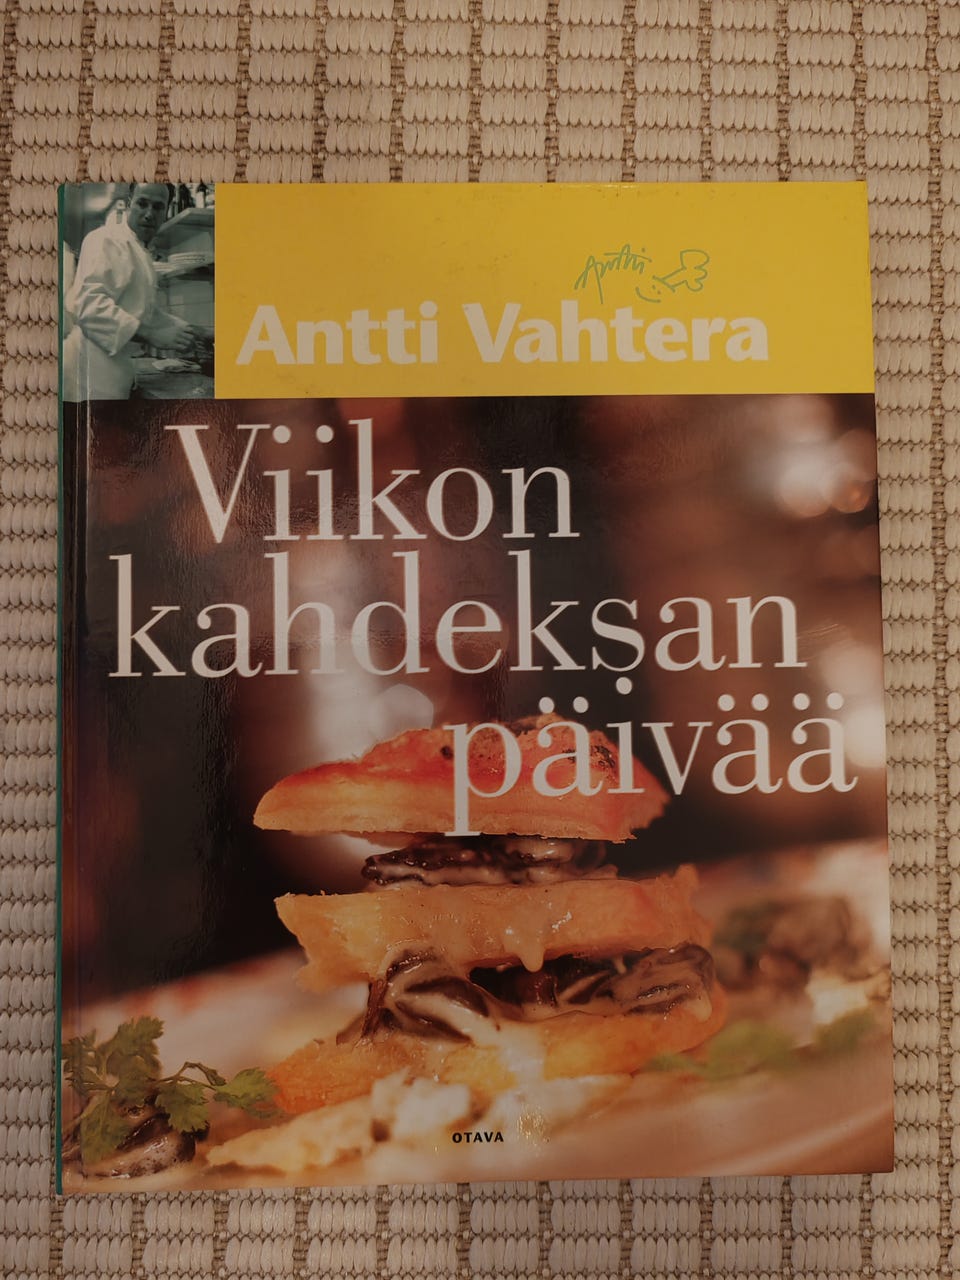 Antti
Antti Vahtera
Viikon
kahdeksan
päivää
OTAVA